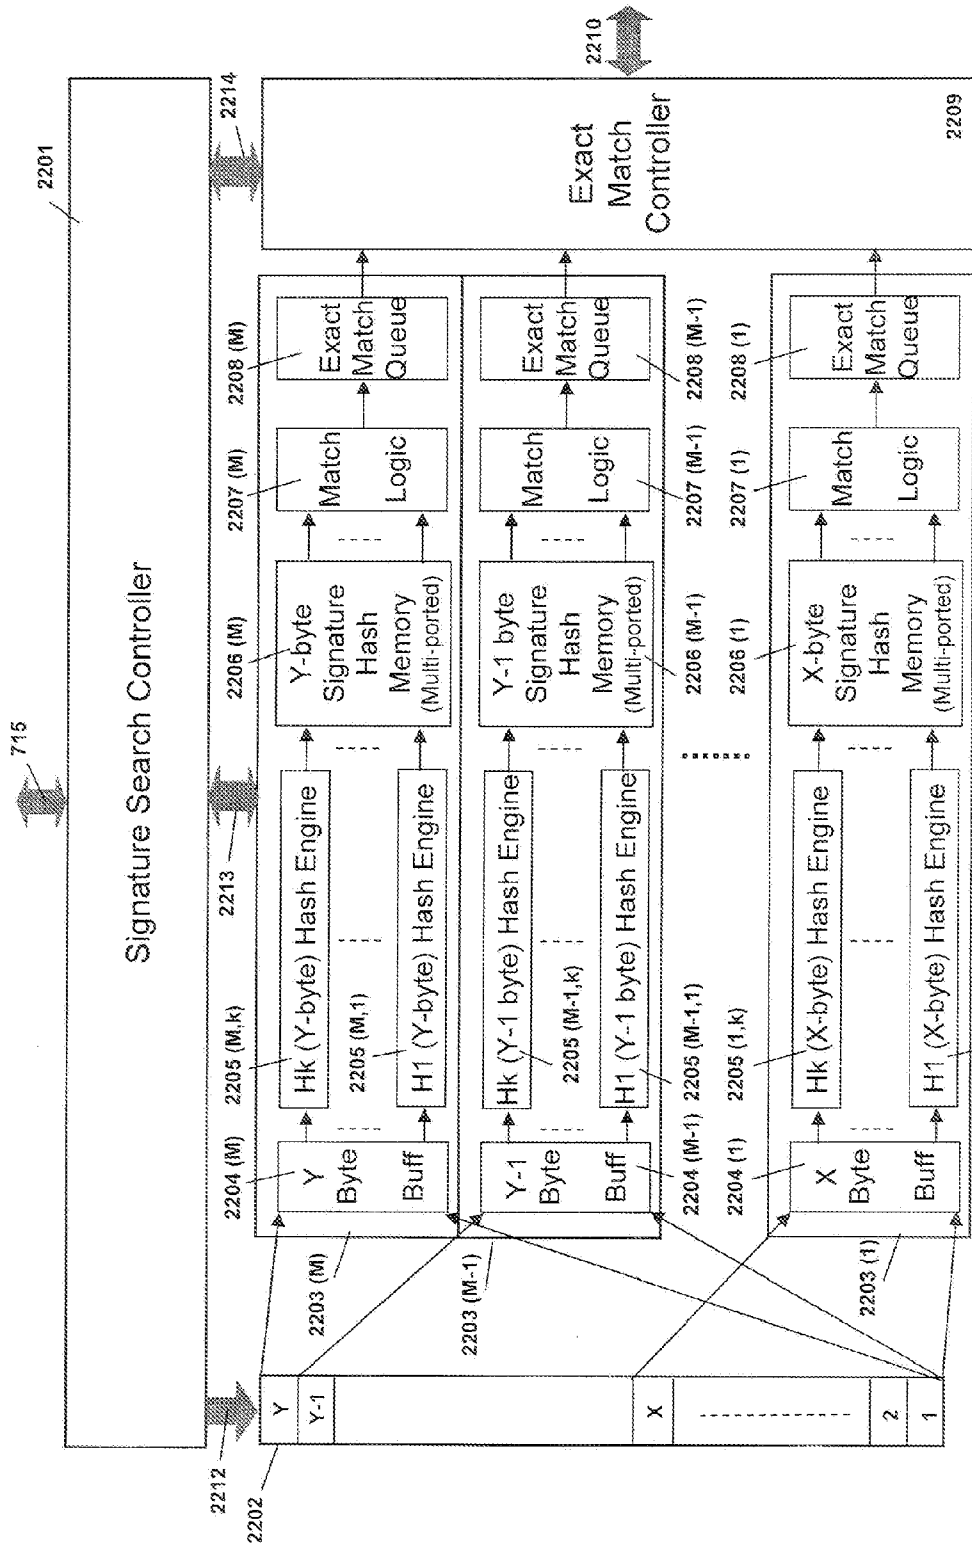 715
2201
Signature Search Controller
2212
2213
2214
2202
Y
Y-1
X
2
1
2203 (M)
2204 (M)
2205 (M,k)
2206 (M)
2207 (M)
2208 (M)
Y
Byte
Buff
Hk (Y-byte) Hash Engine
2205 (M,1)
H1 (Y-byte) Hash Engine
Y-byte
Signature
Hash
Memory
(Multi-ported)
Match
Logic
Exact
Match
Queue
2203 (M-1)
Y-1
Byte
Buff
Hk (Y-1 byte) Hash Engine
2205 (M-1,k)
H1 (Y-1 byte) Hash Engine
Y-1 byte
Signature
Hash
Memory
(Multi-ported)
Match
Logic
Exact
Match
Queue
2204 (M-1)
2205 (M-1,1)
2206 (M-1)
2207 (M-1)
2208 (M-1)
2204 (1)
2205 (1,k)
2206 (1)
2207 (1)
2208 (1)
2203 (1)
X
Byte
Buff
Hk (X-byte) Hash Engine
H1 (X-byte) Hash Engine
X-byte
Signature
Hash
Memory
(Multi-ported)
Match
Logic
Exact
Match
Queue
Exact
Match
Controller
2209
2210